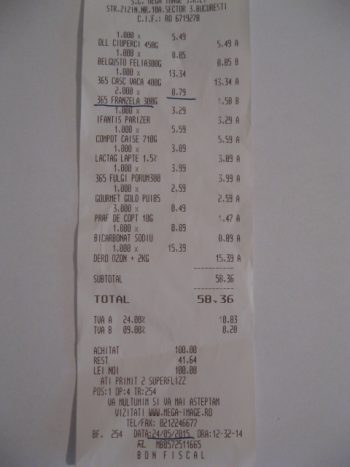 S.C. MEGA IMAGE S.R.L.
STR.ZIZIN.NR.10A.SECTOR 3.BUCURESTI
C.I.F.: RO 6719278
1.000 x 5.49
DLL CIUPERCI 450G 5.49 A
1.000 x 0.85
BELGUSTO FELIA300G 0.85 B
1.000 x 13.34
365 CASC VACA 400G 13.34 A
2.000 x 0.79
365 FRANZELA 300G 1.58 B
1.000 x 3.29
IFANTIS PARIZER 3.29 A
1.000 x 5.59
COMPOT CAISE 710G 5.59 A
1.000 x 3.89
LACTAG LAPTE 1.5% 3.89 A
1.000 x 3.99
365 FULGI PORUM300 3.99 A
1.000 x 2.59
GOURMET GOLD PUI85 2.59 A
3.000 x 0.49
PRAF DE COPT 10G 1.47 A
1.000 x 0.89
BICARBONAT SODIU 0.89 A
1.000 x 15.39
DERO OZON + 2KG 15.39 A
SUBTOTAL 58.36
TOTAL 58.36
TVA A 24.00% 10.83
TVA B 09.00% 0.20
ACHITAT 100.00
REST 41.64
LEI NOI 100.00
ATI PRIMIT 2 SUPERFLIZZ
POS:1 OP:4 TR:254
VA MULTUMIM SI VA MAI ASTEPTAM
VIZITATI WWW.MEGA-IMAGE.RO
TEL/FAX: 0212246677
BF. 254 DATA:24/05/2015 ORA:12-32-14
MB0572511665
BON FISCAL